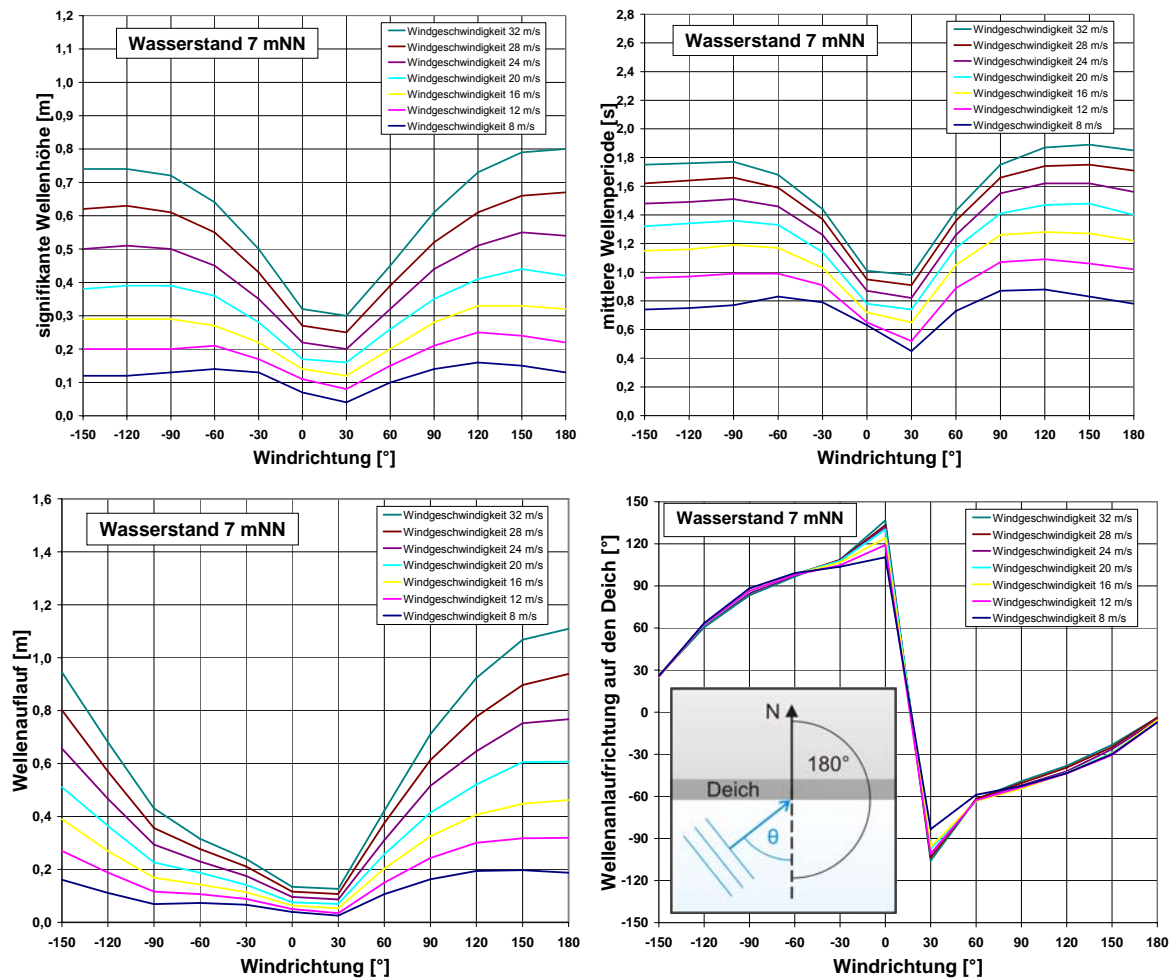 Wasserstand 7 mNN
Windgeschwindigkeit 32 m/s
Windgeschwindigkeit 28 m/s
Windgeschwindigkeit 24 m/s
Windgeschwindigkeit 20 m/s
Windgeschwindigkeit 16 m/s
Windgeschwindigkeit 12 m/s
Windgeschwindigkeit 8 m/s
signifikante Wellenhöhe [m]
1,2
1,1
1,0
0,9
0,8
0,7
0,6
0,5
0,4
0,3
0,2
0,1
0,0
-150 -120 -90 -60 -30 0 30 60 90 120 150 180
Windrichtung [°]
Wasserstand 7 mNN
Windgeschwindigkeit 32 m/s
Windgeschwindigkeit 28 m/s
Windgeschwindigkeit 24 m/s
Windgeschwindigkeit 20 m/s
Windgeschwindigkeit 16 m/s
Windgeschwindigkeit 12 m/s
Windgeschwindigkeit 8 m/s
mittlere Wellenperiode [s]
2,8
2,6
2,4
2,2
2,0
1,8
1,6
1,4
1,2
1,0
0,8
0,6
0,4
0,2
0,0
-150 -120 -90 -60 -30 0 30 60 90 120 150 180
Windrichtung [°]
Wasserstand 7 mNN
Windgeschwindigkeit 32 m/s
Windgeschwindigkeit 28 m/s
Windgeschwindigkeit 24 m/s
Windgeschwindigkeit 20 m/s
Windgeschwindigkeit 16 m/s
Windgeschwindigkeit 12 m/s
Windgeschwindigkeit 8 m/s
Wellenauflauf [m]
1,6
1,4
1,2
1,0
0,8
0,6
0,4
0,2
0,0
-150 -120 -90 -60 -30 0 30 60 90 120 150 180
Windrichtung [°]
Wasserstand 7 mNN
Windgeschwindigkeit 32 m/s
Windgeschwindigkeit 28 m/s
Windgeschwindigkeit 24 m/s
Windgeschwindigkeit 20 m/s
Windgeschwindigkeit 16 m/s
Windgeschwindigkeit 12 m/s
Windgeschwindigkeit 8 m/s
Wellenanlaufrichtung auf den Deich [°]
150
120
90
60
30
0
-30
-60
-90
-120
-150
N
180°
Deich
θ
-150 -120 -90 -60 -30 0 30 60 90 120 150 180
Windrichtung [°]